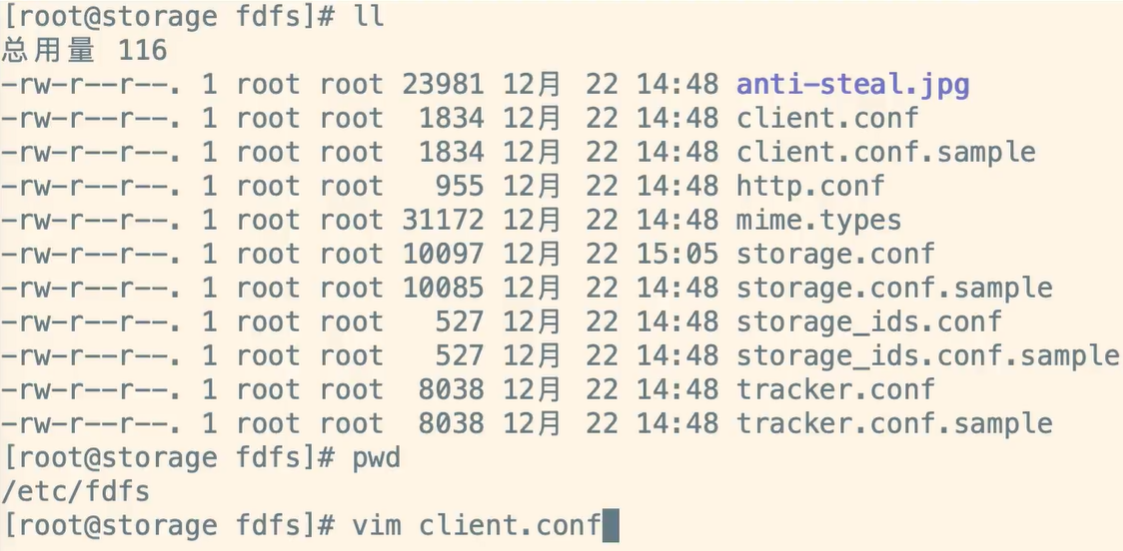 [root@storage fdfs]# ll
总用量 116
-rw-r--r--. 1 root root 23981 12月 22 14:48 anti-steal.jpg
-rw-r--r--. 1 root root  1834 12月 22 14:48 client.conf
-rw-r--r--. 1 root root  1834 12月 22 14:48 client.conf.sample
-rw-r--r--. 1 root root   955 12月 22 14:48 http.conf
-rw-r--r--. 1 root root 31172 12月 22 14:48 mime.types
-rw-r--r--. 1 root root 10097 12月 22 15:05 storage.conf
-rw-r--r--. 1 root root 10085 12月 22 14:48 storage.conf.sample
-rw-r--r--. 1 root root   527 12月 22 14:48 storage_ids.conf
-rw-r--r--. 1 root root   527 12月 22 14:48 storage_ids.conf.sample
-rw-r--r--. 1 root root  8038 12月 22 14:48 tracker.conf
-rw-r--r--. 1 root root  8038 12月 22 14:48 tracker.conf.sample
[root@storage fdfs]# pwd
/etc/fdfs
[root@storage fdfs]# vim client.conf